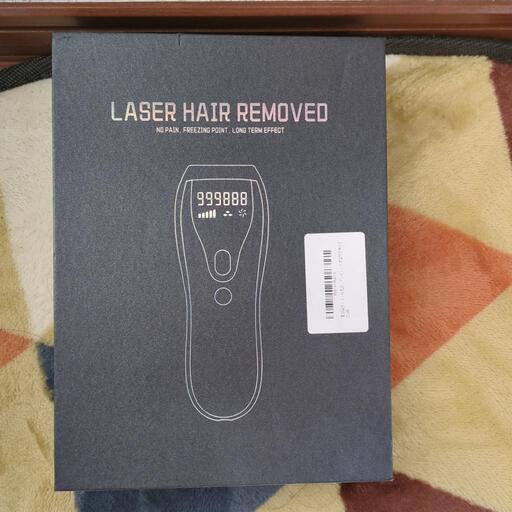 LASER HAIR REMOVED
NO PAIN, FREEZING POINT, LONG TERM EFFECT
999888